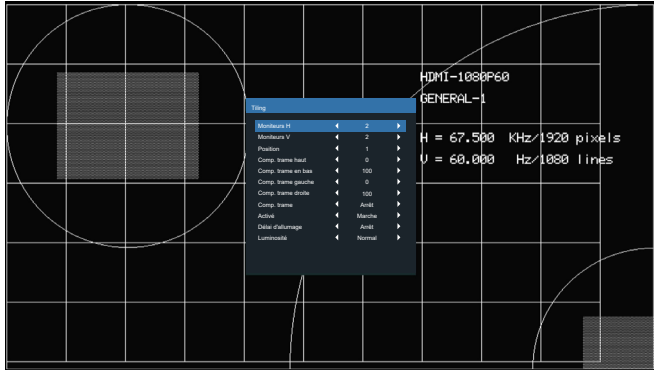 HDMI-1080P60
GENERAL-1
H = 67.500 KHz/1920 pixels
V = 60.000 Hz/1080 lines
Tiling
Moniteurs H 2
Moniteurs V 2
Position 1
Comp. trame haut 0
Comp. trame en bas 100
Comp. trame gauche 0
Comp. trame droite 100
Comp. trame Arrêt
Activé Marche
Délai d'allumage Arrêt
Luminosité Normal